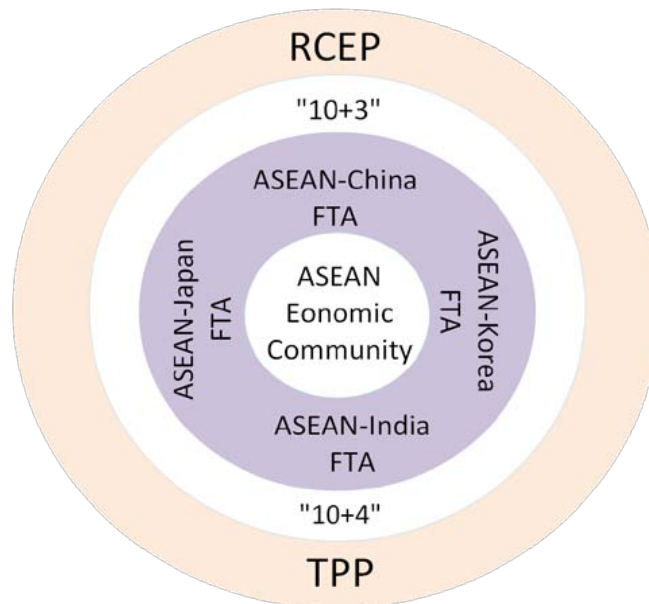 RCEP
"10+3"
ASEAN-China
FTA
ASEAN-Japan
FTA
ASEAN
Eonomic
Community
ASEAN-Korea
FTA
ASEAN-India
FTA
"10+4"
TPP